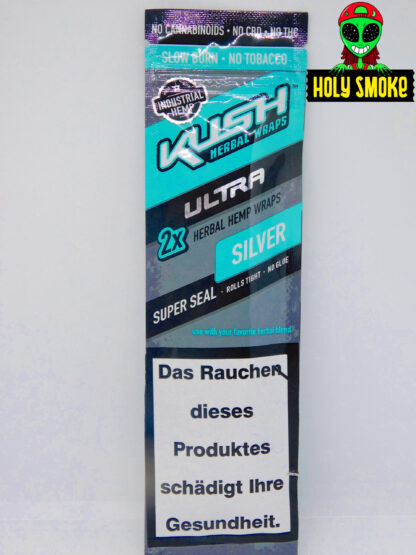 NO CANNABINOIDS • NO CBD • NO THC
SLOW BURN • NO TOBACCO
HOLY SMOKE
INDUSTRIAL HEMP
KUSH
HERBAL WRAPS
ULTRA
2x HERBAL HEMP WRAPS
SILVER
SUPER SEAL • ROLLS TIGHT • NO GLUE
use with your favorite herbal blend!
Das Rauchen
dieses
Produktes
schädigt Ihre
Gesundheit.